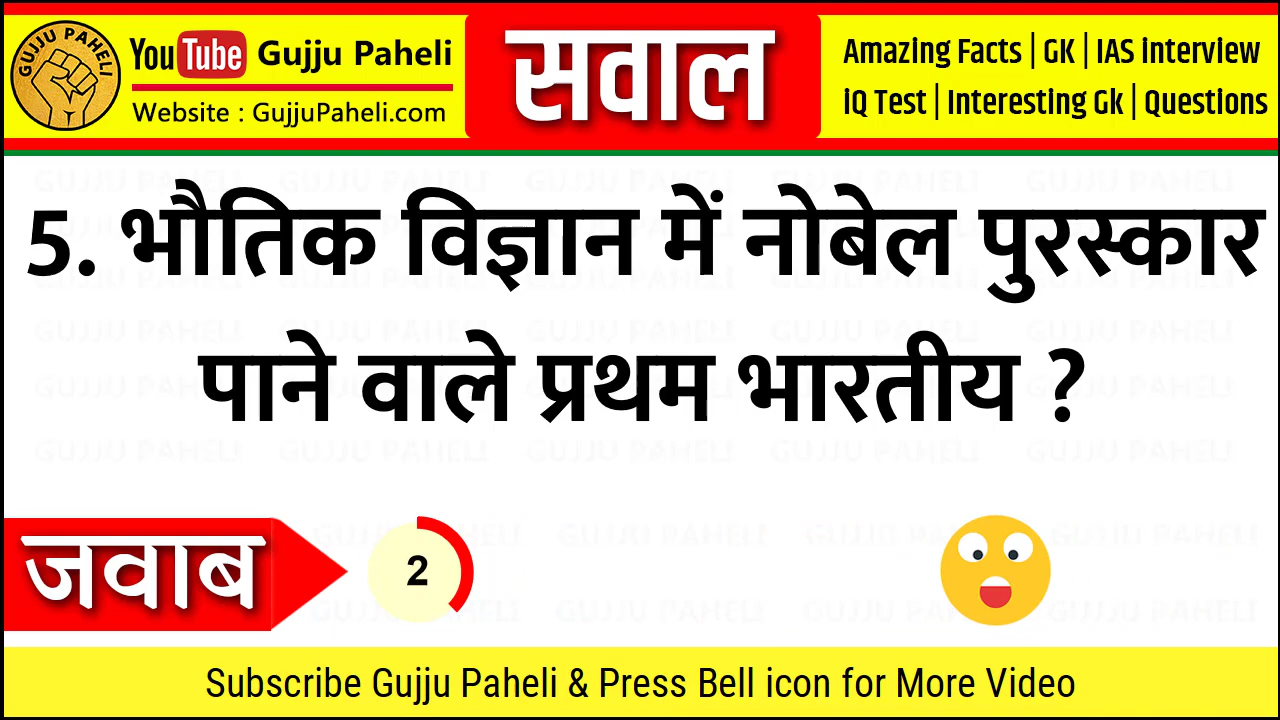 GUJJU PAHELI
YouTube Gujju Paheli
Website : GujjuPaheli.com
सवाल
Amazing Facts | GK | IAS interview
iQ Test | Interesting Gk | Questions
5. भौतिक विज्ञान में नोबेल पुरस्कार
पाने वाले प्रथम भारतीय ?
जवाब
2
Subscribe Gujju Paheli & Press Bell icon for More Video